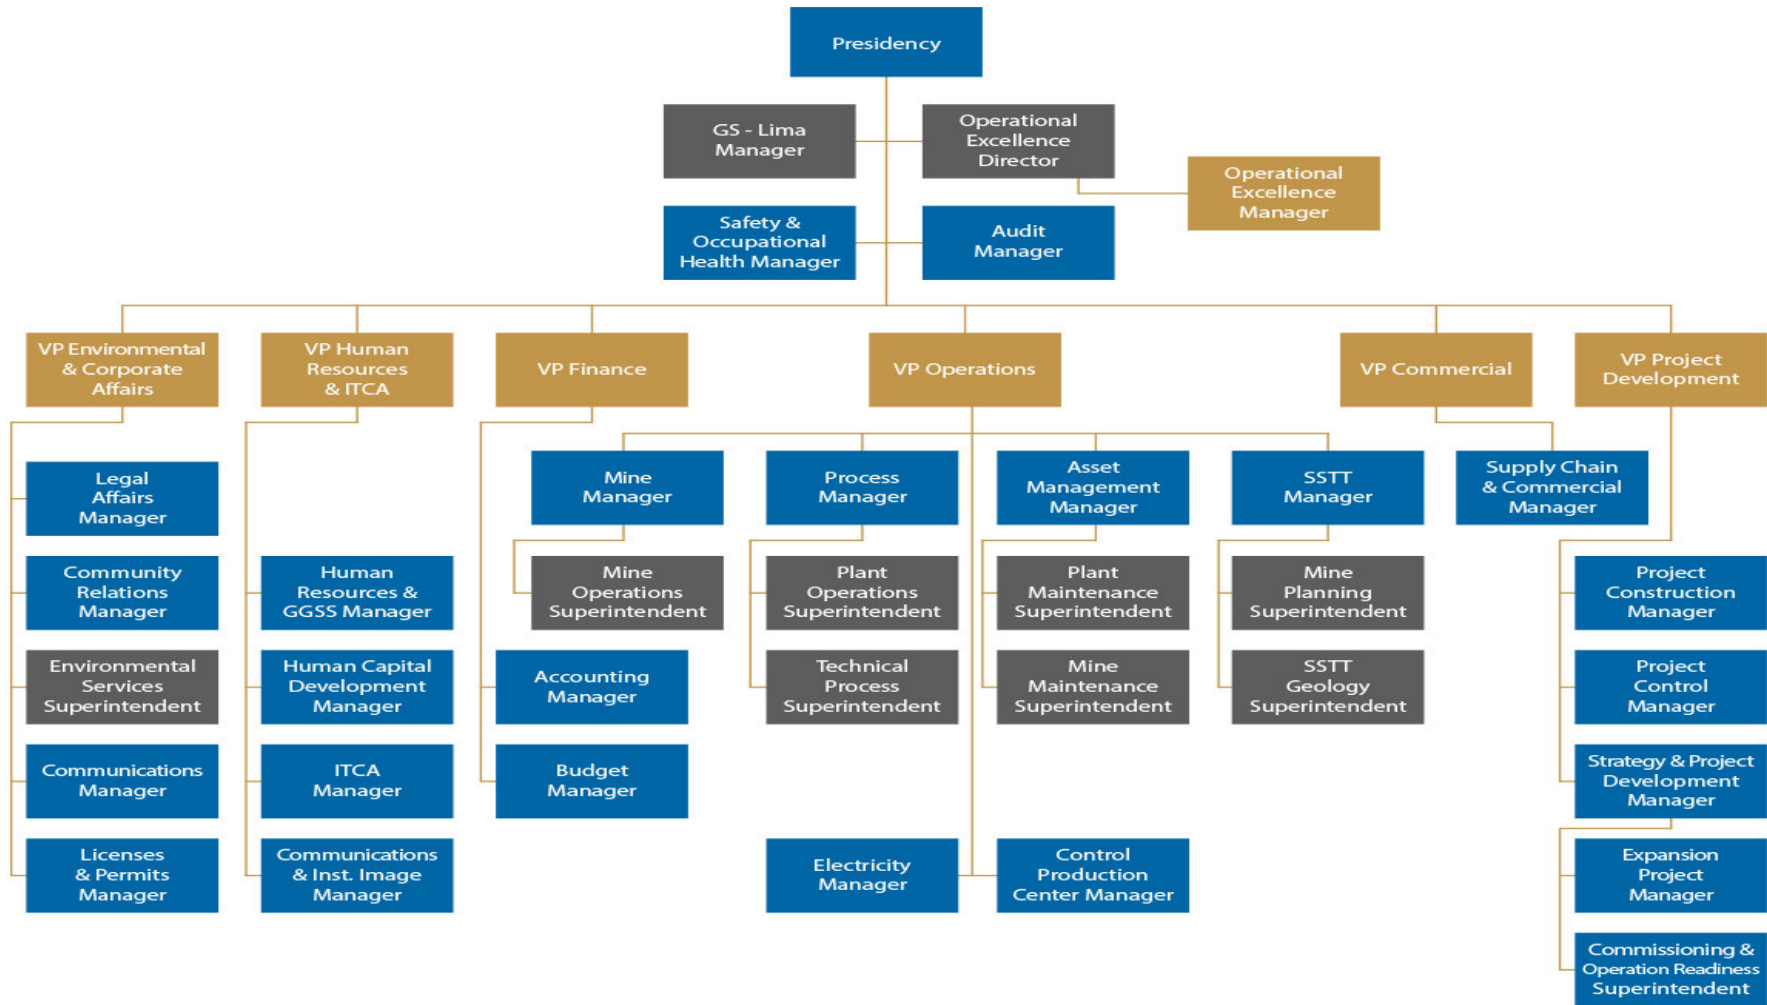 Presidency
GS - Lima
Manager
Operational
Excellence
Director
Operational
Excellence
Manager
Safety &
Occupational
Health Manager
Audit
Manager
VP Environmental
& Corporate
Affairs
VP Human
Resources
& ITCA
VP Finance
VP Operations
VP Commercial
VP Project
Development
Legal
Affairs
Manager
Mine
Manager
Process
Manager
Asset
Management
Manager
SSTT
Manager
Supply Chain
& Commercial
Manager
Community
Relations
Manager
Human
Resources &
GGSS Manager
Mine
Operations
Superintendent
Plant
Operations
Superintendent
Plant
Maintenance
Superintendent
Mine
Planning
Superintendent
Project
Construction
Manager
Environmental
Services
Superintendent
Human Capital
Development
Manager
Accounting
Manager
Technical
Process
Superintendent
Mine
Maintenance
Superintendent
SSTT
Geology
Superintendent
Project
Control
Manager
Communications
Manager
ITCA
Manager
Budget
Manager
Strategy & Project
Development
Manager
Licenses
& Permits
Manager
Communications
& Inst. Image
Manager
Electricity
Manager
Control
Production
Center Manager
Expansion
Project
Manager
Commissioning &
Operation Readiness
Superintendent